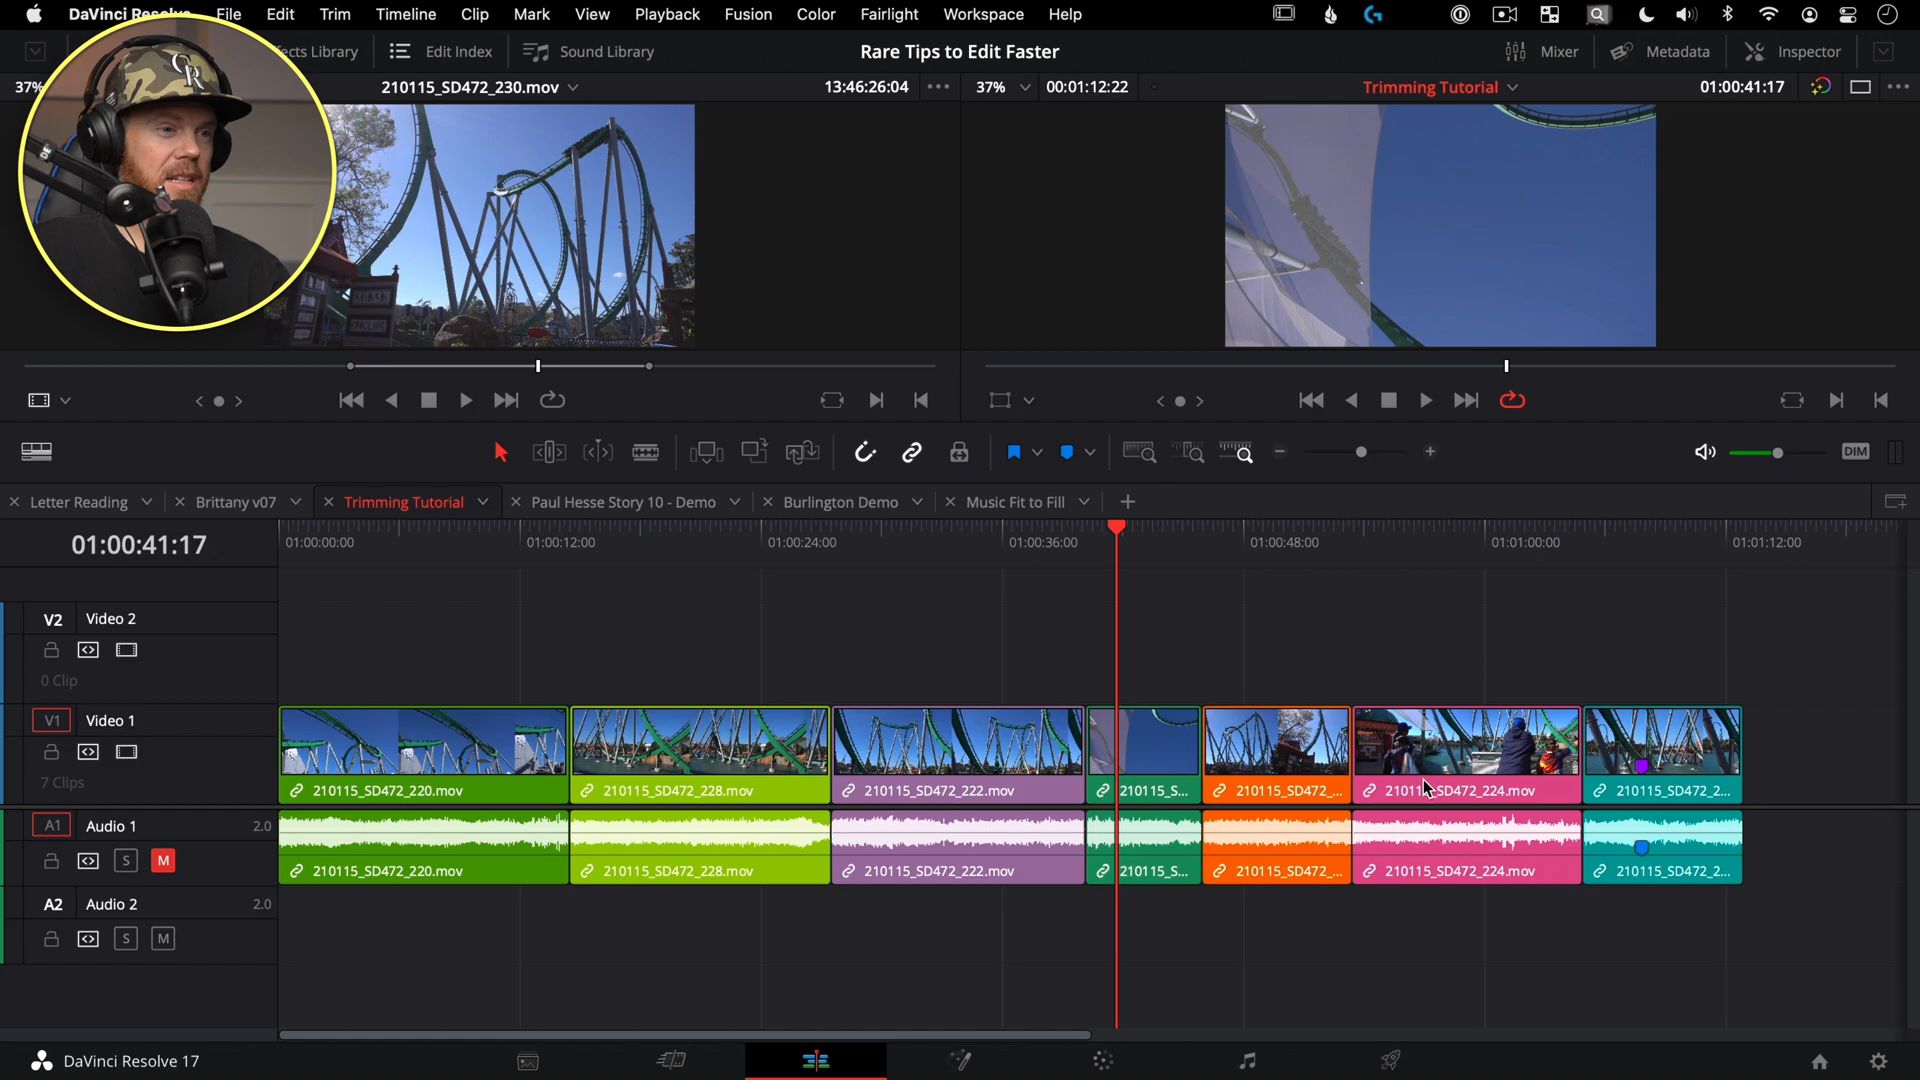 DaVinci Resolve File Edit Trim Timeline Clip Mark View Playback Fusion Color Fairlight Workspace Help
Effects Library Edit Index Sound Library Rare Tips to Edit Faster Mixer Metadata Inspector
37% 210115_SD472_230.mov 13:46:26:04 37% 00:01:12:22 Trimming Tutorial 01:00:41:17
CR
DIM
Letter Reading Brittany v07 Trimming Tutorial Paul Hesse Story 10 - Demo Burlington Demo Music Fit to Fill
01:00:41:17 01:00:00:00 01:00:12:00 01:00:24:00 01:00:36:00 01:00:48:00 01:01:00:00 01:01:12:00
V2 Video 2
0 Clip
V1 Video 1
7 Clips 210115_SD472_220.mov 210115_SD472_228.mov 210115_SD472_222.mov 210115_S... 210115_SD472_... 210115_SD472_224.mov 210115_SD472_2...
A1 Audio 1 2.0
S M 210115_SD472_220.mov 210115_SD472_228.mov 210115_SD472_222.mov 210115_S... 210115_SD472_... 210115_SD472_224.mov 210115_SD472_2...
A2 Audio 2 2.0
S M
DaVinci Resolve 17